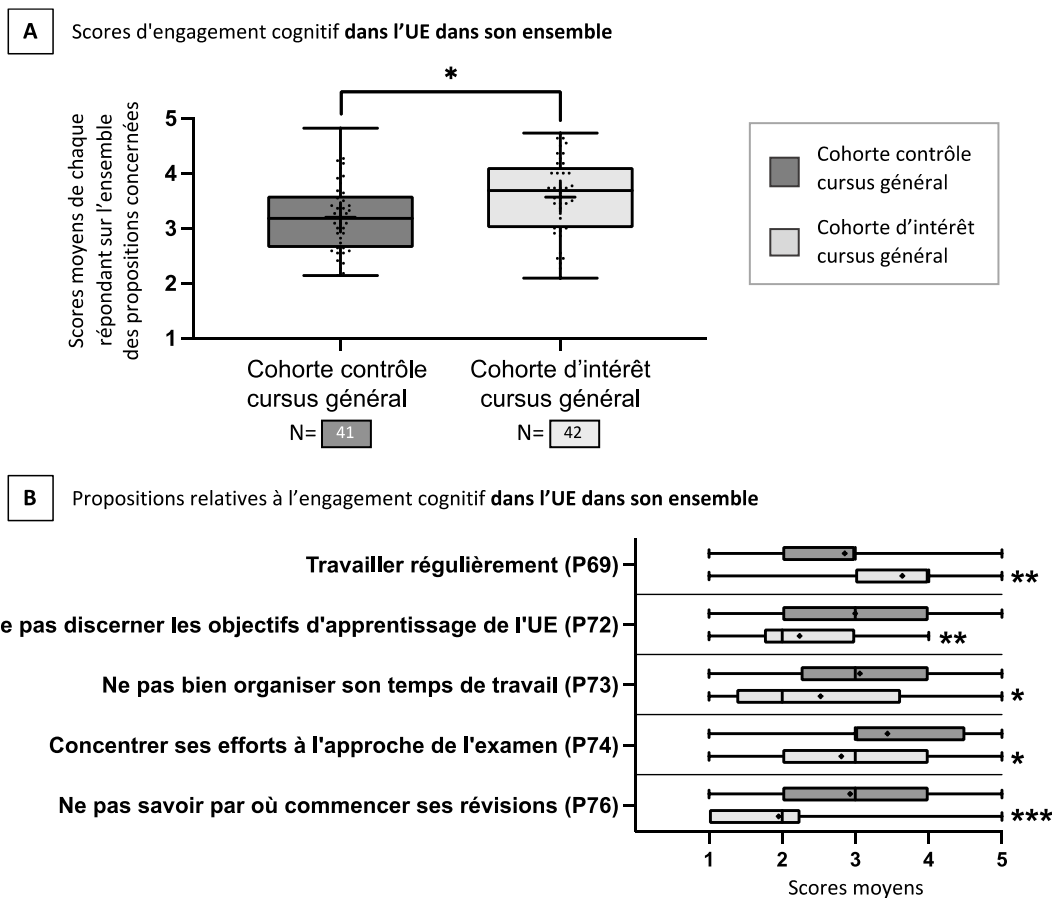 A
Scores d'engagement cognitif dans l'UE dans son ensemble
*
Scores moyens de chaque
répondant sur l'ensemble
des propositions concernées
5
4
3
2
1
Cohorte contrôle
cursus général
N= 41
Cohorte d'intérêt
cursus général
N= 42
Cohorte contrôle
cursus général
Cohorte d'intérêt
cursus général
B
Propositions relatives à l'engagement cognitif dans l'UE dans son ensemble
Travailler régulièrement (P69)
**
e pas discerner les objectifs d'apprentissage de l'UE (P72)
**
Ne pas bien organiser son temps de travail (P73)
*
Concentrer ses efforts à l'approche de l'examen (P74)
*
Ne pas savoir par où commencer ses révisions (P76)
***
1 2 3 4 5
Scores moyens